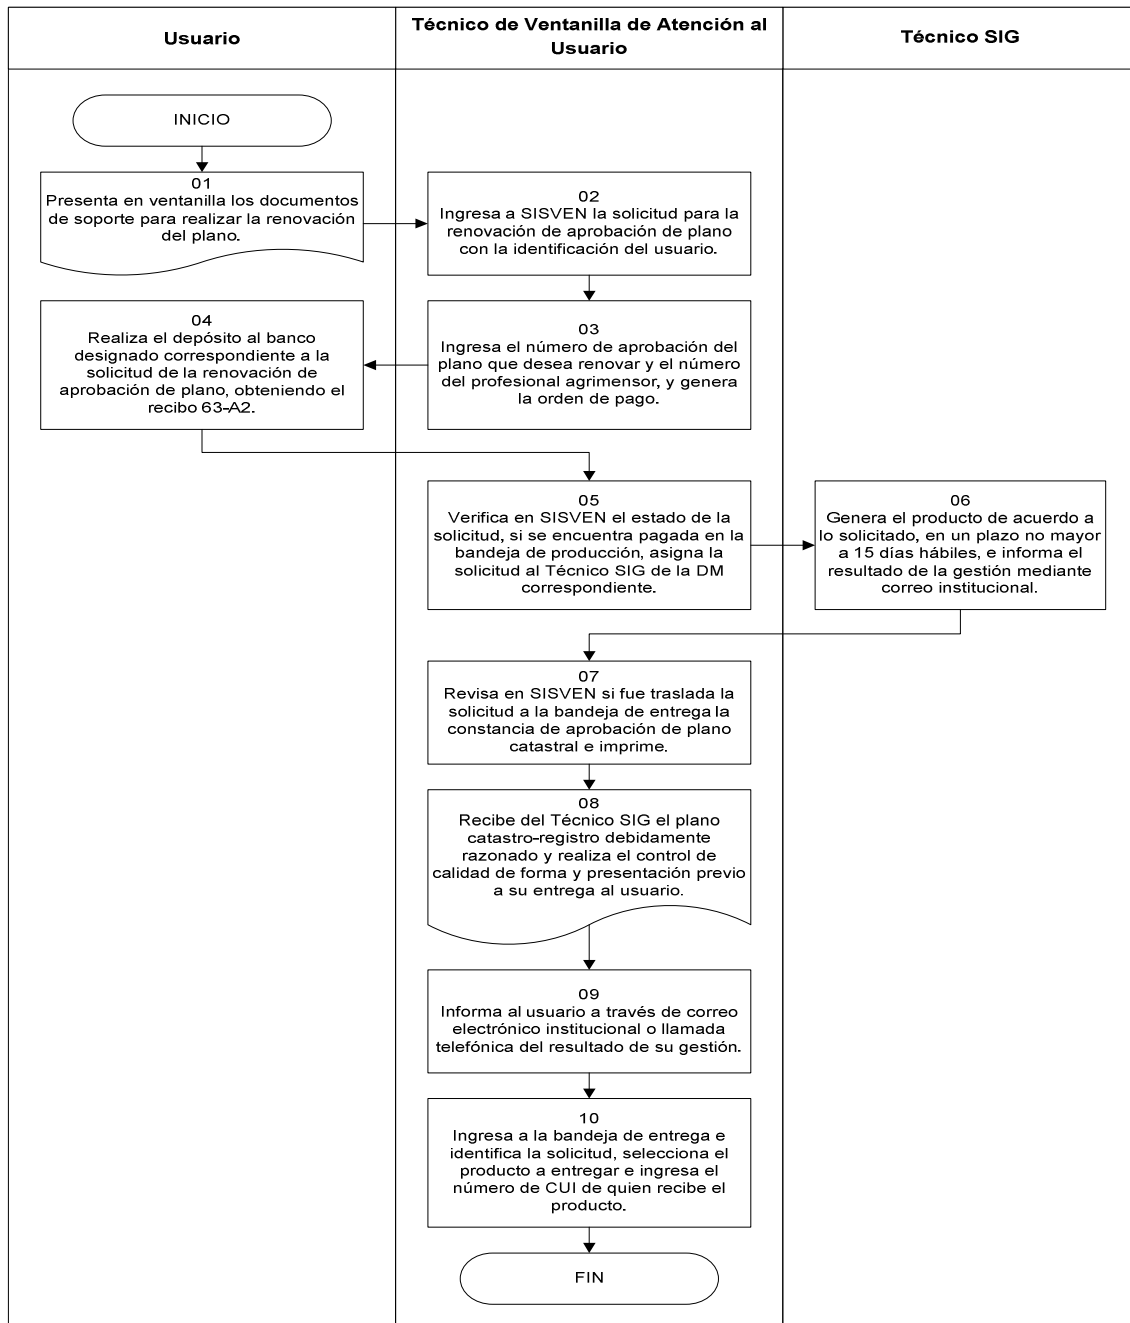 Usuario
Técnico de Ventanilla de Atención al
Usuario
Técnico SIG
INICIO
01
Presenta en ventanilla los documentos
de soporte para realizar la renovación
del plano.
02
Ingresa a SISVEN la solicitud para la
renovación de aprobación de plano
con la identificación del usuario.
04
Realiza el depósito al banco
designado correspondiente a la
solicitud de la renovación de
aprobación de plano, obteniendo el
recibo 63-A2.
03
Ingresa el número de aprobación del
plano que desea renovar y el número
del profesional agrimensor, y genera
la orden de pago.
05
Verifica en SISVEN el estado de la
solicitud, si se encuentra pagada en la
bandeja de producción, asigna la
solicitud al Técnico SIG de la DM
correspondiente.
06
Genera el producto de acuerdo a
lo solicitado, en un plazo no mayor
a 15 días hábiles, e informa el
resultado de la gestión mediante
correo institucional.
07
Revisa en SISVEN si fue traslada la
solicitud a la bandeja de entrega la
constancia de aprobación de plano
catastral e imprime.
08
Recibe del Técnico SIG el plano
catastro-registro debidamente
razonado y realiza el control de
calidad de forma y presentación previo
a su entrega al usuario.
09
Informa al usuario a través de correo
electrónico institucional o llamada
telefónica del resultado de su gestión.
10
Ingresa a la bandeja de entrega e
identifica la solicitud, selecciona el
producto a entregar e ingresa el
número de CUI de quien recibe el
producto.
FIN